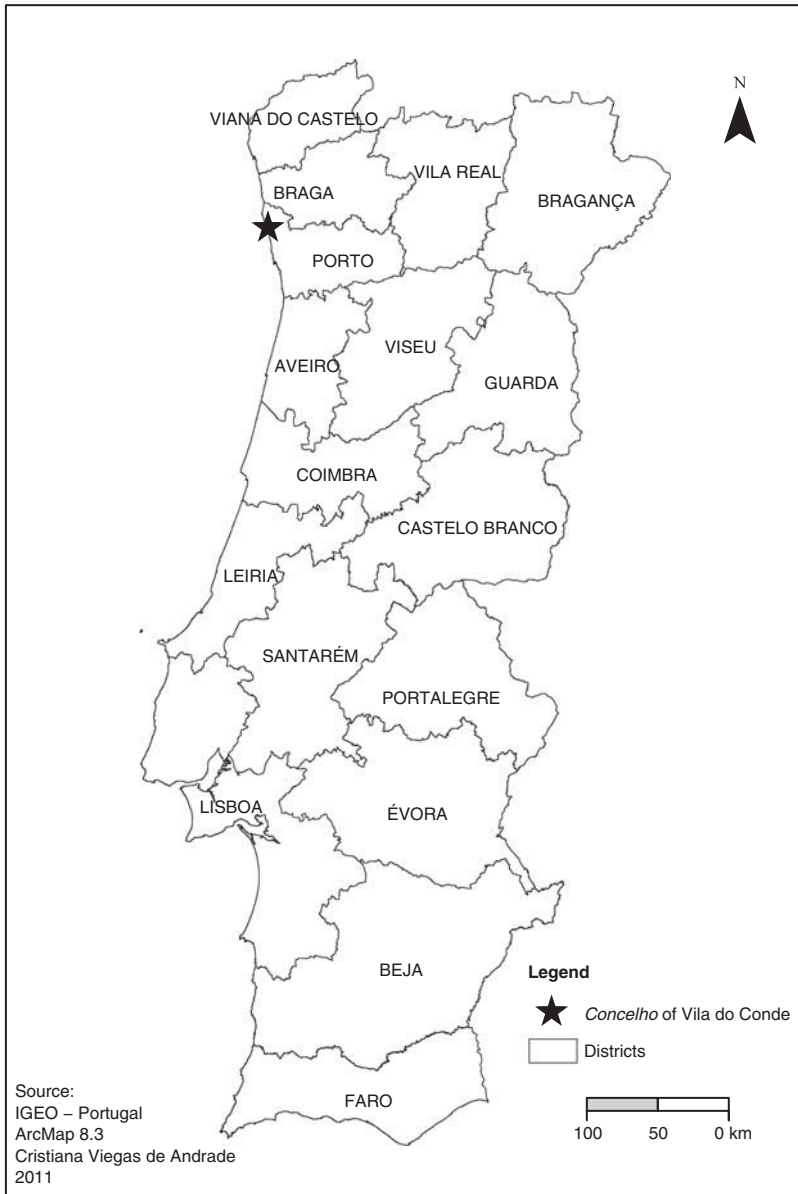 N
VIANA DO CASTELO
VILA REAL
BRAGA
BRAGANÇA
PORTO
VISEU
AVEIRO
GUARDA
COIMBRA
CASTELO BRANCO
LEIRIA
SANTARÉM
PORTALEGRE
LISBOA
ÉVORA
BEJA
FARO
Legend
Concelho of Vila do Conde
Districts
100 50 0 km
Source:
IGEO – Portugal
ArcMap 8.3
Cristiana Viegas de Andrade
2011